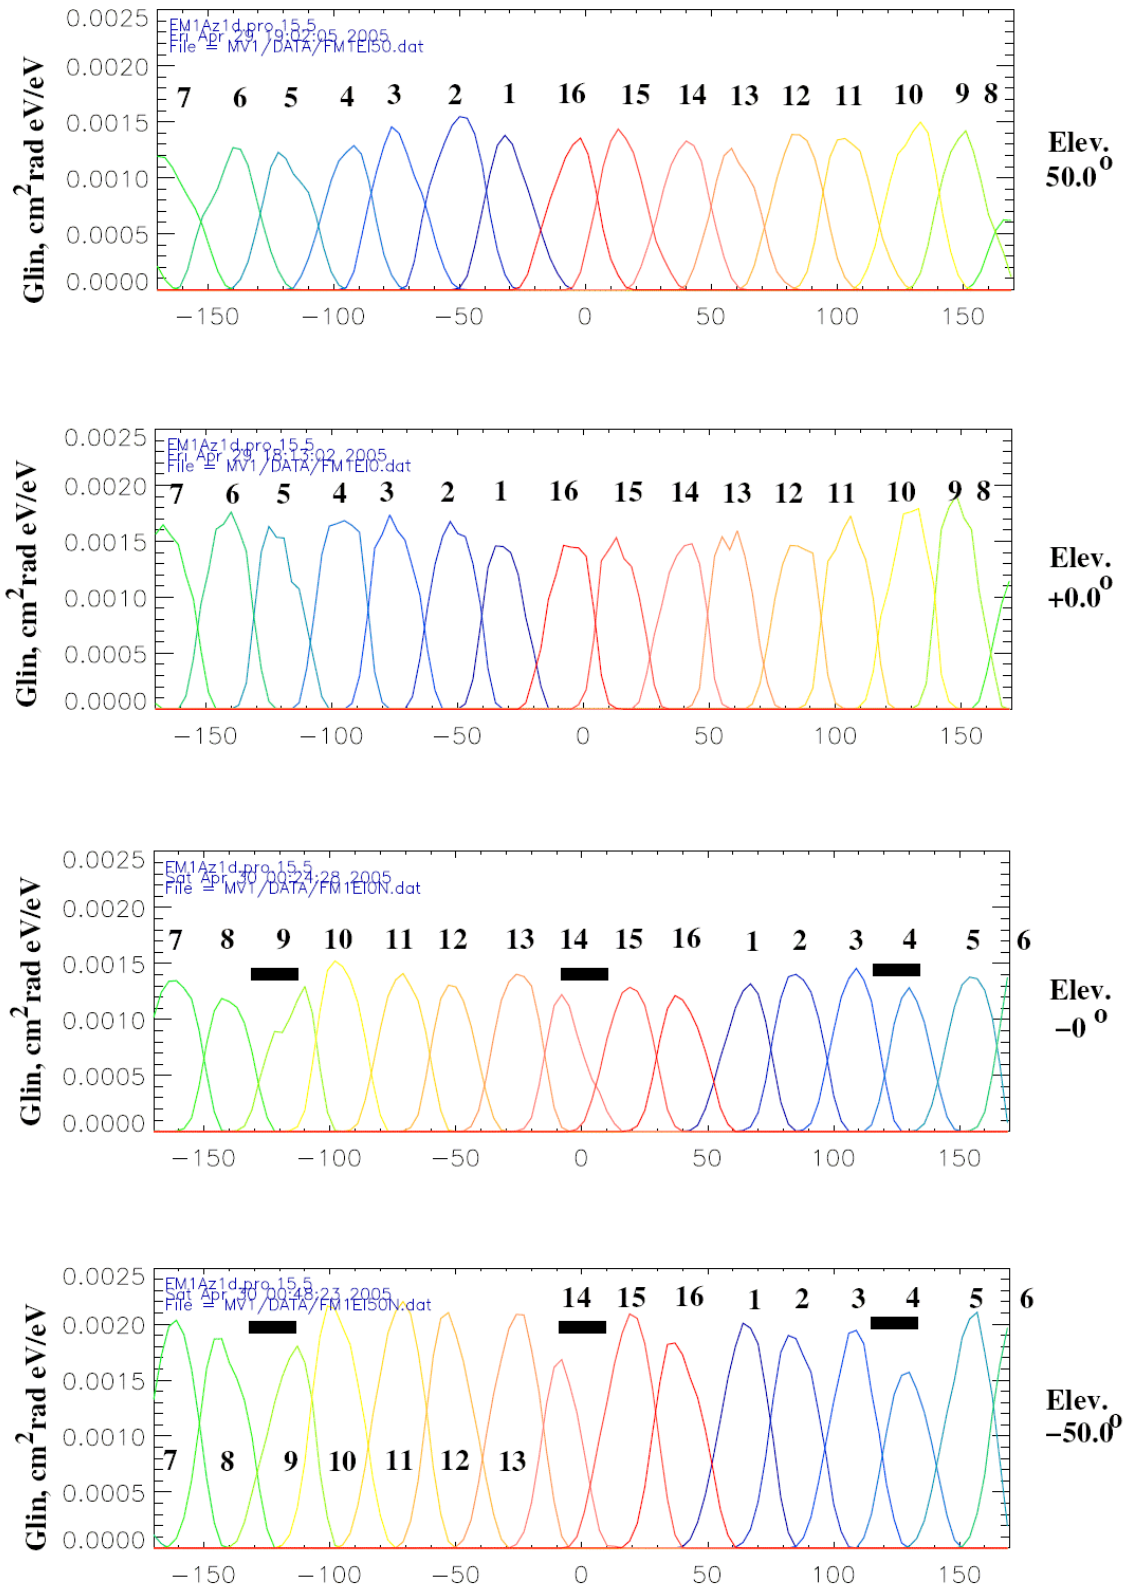 0.0025
FM1Az1d.pro 15.5
Fri Apr 29 19:02:05 2005
File = MV1/DATA/FM1El50.dat
0.0020
7 6 5 4 3 2 1 16 15 14 13 12 11 10 9 8
0.0015
0.0010
0.0005
0.0000
Glin, cm2rad eV/eV
Elev.
50.0o
−150 −100 −50 0 50 100 150
0.0025
FM1Az1d.pro 15.5
Fri Apr 29 18:13:02 2005
File = MV1/DATA/FM1El0.dat
0.0020
7 6 5 4 3 2 1 16 15 14 13 12 11 10 9 8
0.0015
0.0010
0.0005
0.0000
Glin, cm2rad eV/eV
Elev.
+0.0o
−150 −100 −50 0 50 100 150
0.0025
FM1Az1d.pro 15.5
Sat Apr 30 00:24:28 2005
File = MV1/DATA/FM1El0N.dat
0.0020
7 8 9 10 11 12 13 14 15 16 1 2 3 4 5 6
0.0015
0.0010
0.0005
0.0000
Glin, cm2rad eV/eV
Elev.
−0 o
−150 −100 −50 0 50 100 150
0.0025
FM1Az1d.pro 15.5
Sat Apr 30 00:48:23 2005
File = MV1/DATA/FM1El50N.dat
14 15 16 1 2 3 4 5 6
0.0020
0.0015
0.0010
7 8 9 10 11 12 13
0.0005
0.0000
Glin, cm2rad eV/eV
Elev.
−50.0o
−150 −100 −50 0 50 100 150